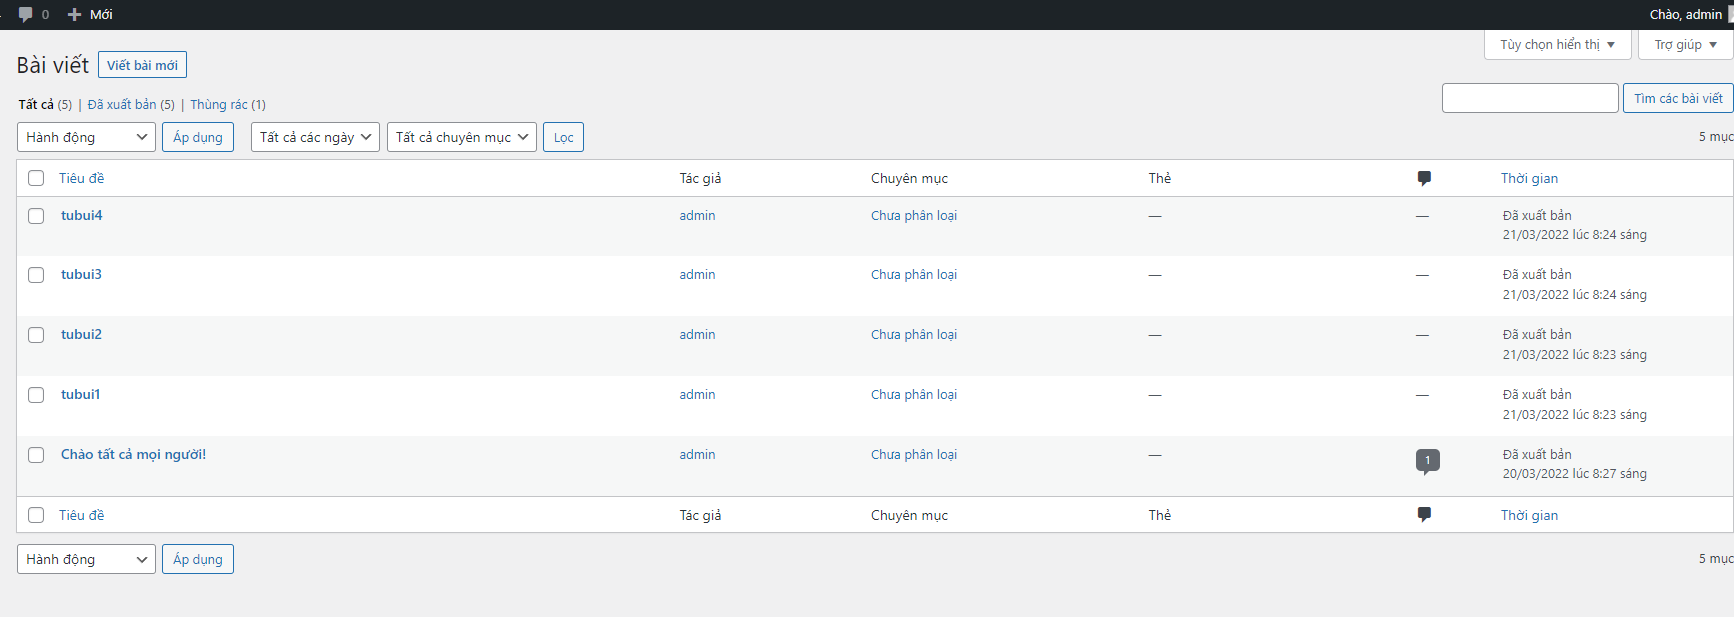 0 Mới Chào, admin
Tùy chọn hiển thị Trợ giúp
Bài viết Viết bài mới
Tất cả (5) | Đã xuất bản (5) | Thùng rác (1)
Tìm các bài viết
Hành động Áp dụng Tất cả các ngày Tất cả chuyên mục Lọc 5 mục
Tiêu đề Tác giả Chuyên mục Thẻ Thời gian
tubui4 admin Chưa phân loại — — Đã xuất bản
21/03/2022 lúc 8:24 sáng
tubui3 admin Chưa phân loại — — Đã xuất bản
21/03/2022 lúc 8:24 sáng
tubui2 admin Chưa phân loại — — Đã xuất bản
21/03/2022 lúc 8:23 sáng
tubui1 admin Chưa phân loại — — Đã xuất bản
21/03/2022 lúc 8:23 sáng
Chào tất cả mọi người! admin Chưa phân loại — 1 Đã xuất bản
20/03/2022 lúc 8:27 sáng
Tiêu đề Tác giả Chuyên mục Thẻ Thời gian
Hành động Áp dụng 5 mục